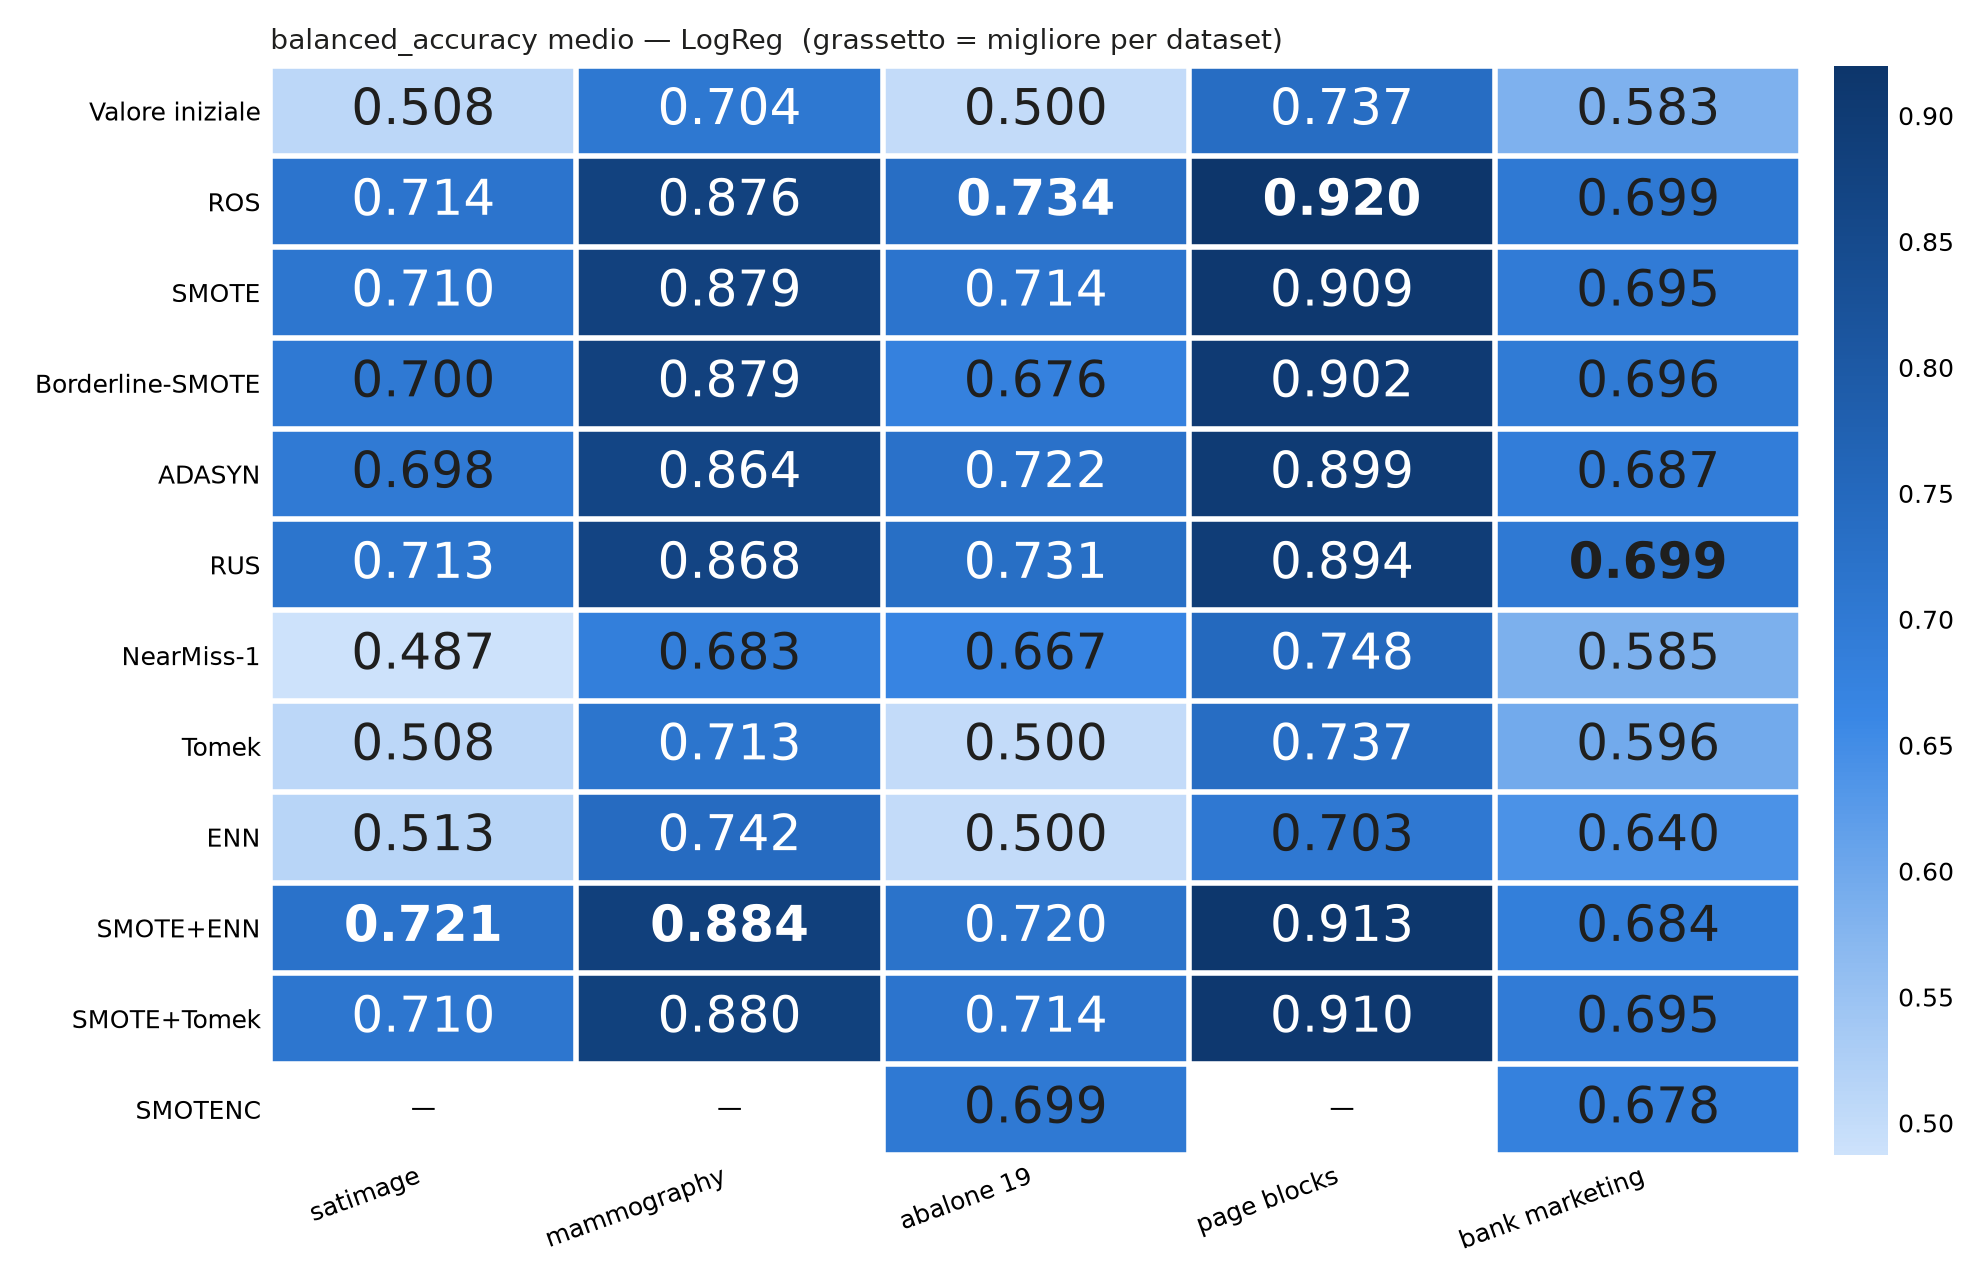 balanced_accuracy medio — LogReg  (grassetto = migliore per dataset)
Valore iniziale 0.508 0.704 0.500 0.737 0.583
ROS 0.714 0.876 0.734 0.920 0.699
SMOTE 0.710 0.879 0.714 0.909 0.695
Borderline-SMOTE 0.700 0.879 0.676 0.902 0.696
ADASYN 0.698 0.864 0.722 0.899 0.687
RUS 0.713 0.868 0.731 0.894 0.699
NearMiss-1 0.487 0.683 0.667 0.748 0.585
Tomek 0.508 0.713 0.500 0.737 0.596
ENN 0.513 0.742 0.500 0.703 0.640
SMOTE+ENN 0.721 0.884 0.720 0.913 0.684
SMOTE+Tomek 0.710 0.880 0.714 0.910 0.695
SMOTENC — — 0.699 — 0.678
satimage mammography abalone 19 page blocks bank marketing
0.90
0.85
0.80
0.75
0.70
0.65
0.60
0.55
0.50